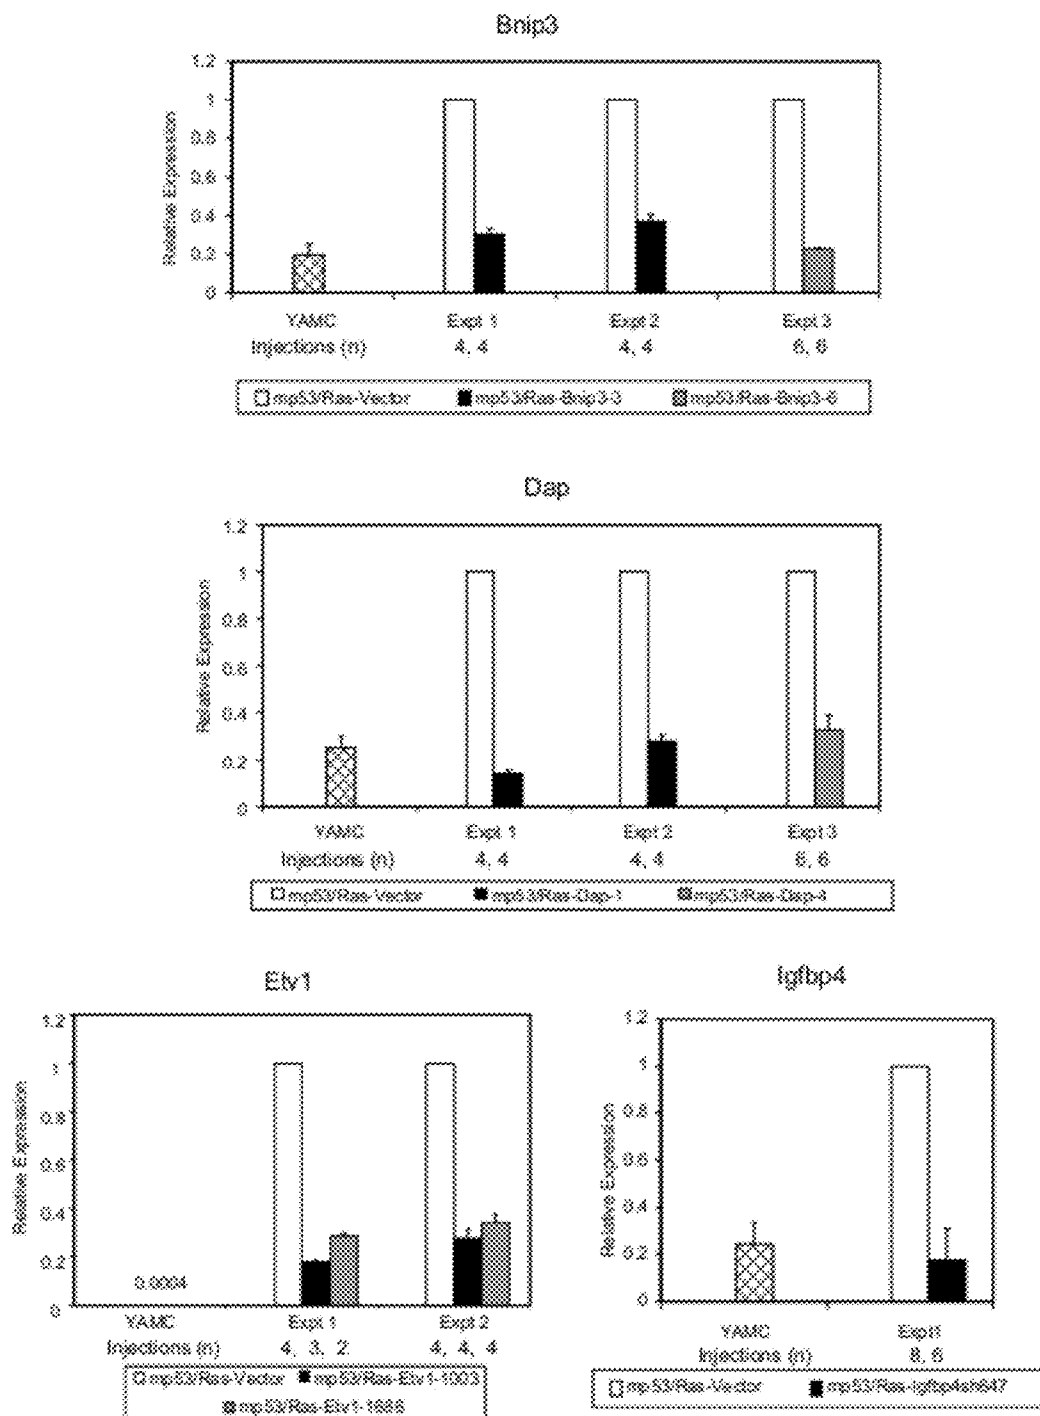 Bnip3
1.2
1
0.8
0.6
0.4
0.2
0
Relative Expression
YAMC Expt 1 Expt 2 Expt 3
Injections (n) 4, 4 4, 4 6, 6
mp53/Ras-Vector mp53/Ras-Bnip3-3 mp53/Ras-Bnip3-6
Dap
1.2
1
0.8
0.6
0.4
0.2
0
Relative Expression
YAMC Expt 1 Expt 2 Expt 3
Injections (n) 4, 4 4, 4 6, 6
mp53/Ras-Vector mp53/Ras-Dap-1 mp53/Ras-Dap-4
Etv1
1.2
1
0.8
0.6
0.4
0.2
0
Relative Expression
0.0004
YAMC Expt 1 Expt 2
Injections (n) 4, 3, 2 4, 4, 4
mp53/Ras-Vector mp53/Ras-Etv1-1003
Igfbp4
1.2
1
0.8
0.6
0.4
0.2
0
Relative Expression
YAMC Expt1
Injections (n) 8, 6
mp53/Ras-Vector mp53/Ras-Igfbp4sh647